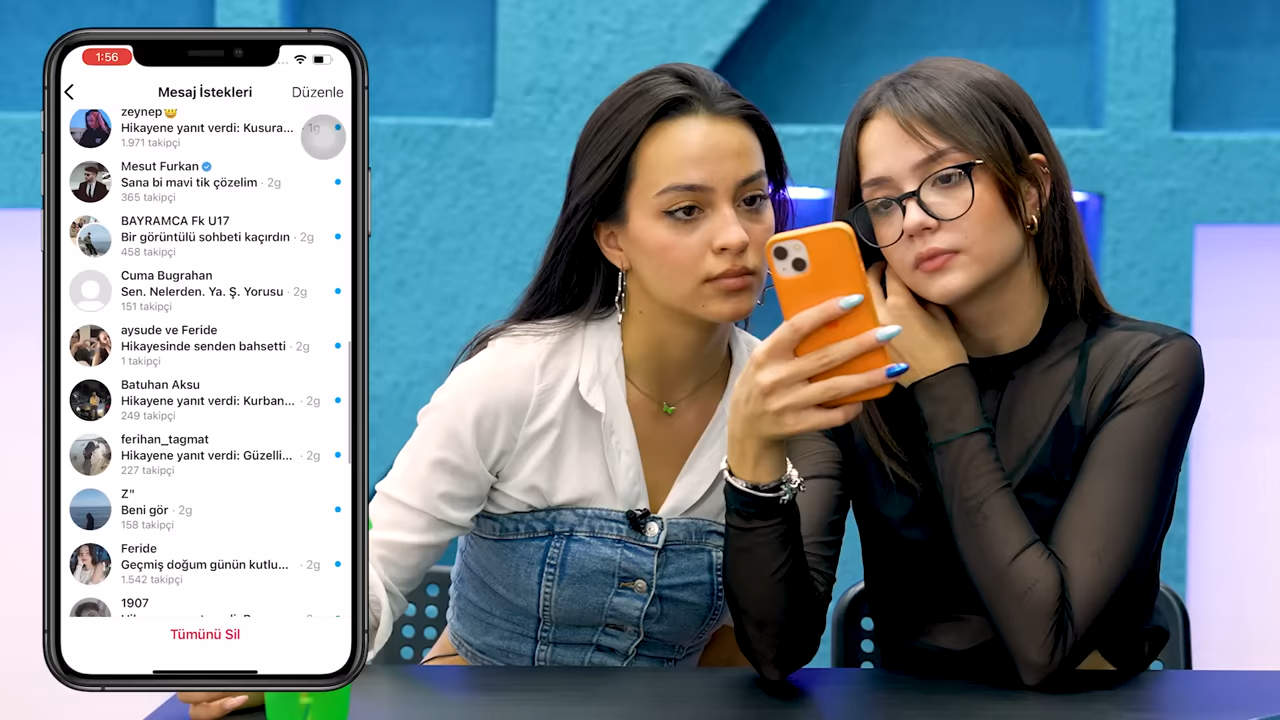 1:56
Mesaj İstekleri
Düzenle
zeynep🤠
Hikayene yanıt verdi: Kusura... · 1g
1.971 takipçi
Mesut Furkan
Sana bi mavi tik çözelim · 2g
365 takipçi
BAYRAMCA Fk U17
Bir görüntülü sohbeti kaçırdın · 2g
458 takipçi
Cuma Bugrahan
Sen. Nelerden. Ya. Ş. Yorusu · 2g
151 takipçi
aysude ve Feride
Hikayesinde senden bahsetti · 2g
1 takipçi
Batuhan Aksu
Hikayene yanıt verdi: Kurban... · 2g
249 takipçi
ferihan_tagmat
Hikayene yanıt verdi: Güzelli... · 2g
227 takipçi
Z"
Beni gör · 2g
158 takipçi
Feride
Geçmiş doğum günün kutlu... · 2g
1.542 takipçi
1907
Tümünü Sil